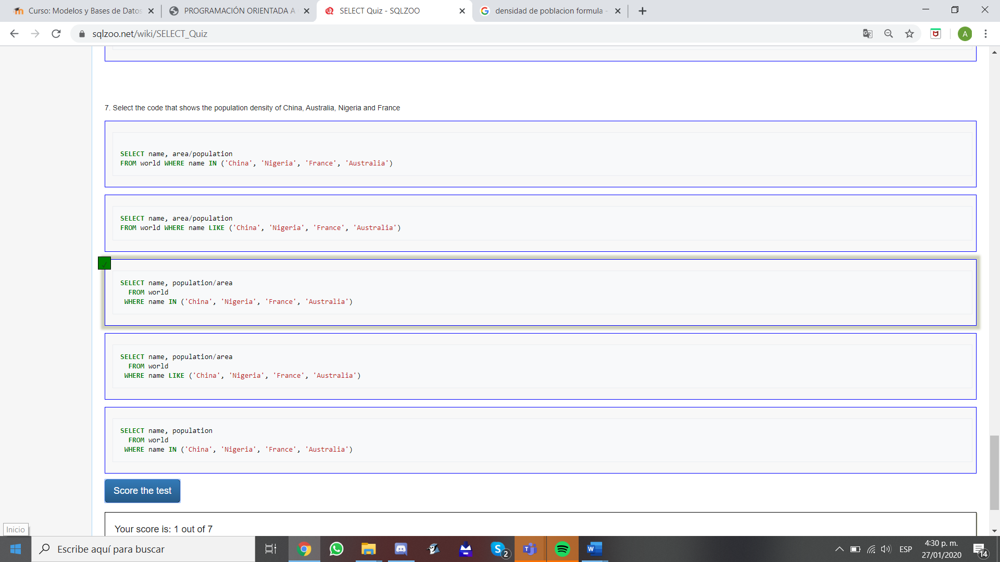 Curso: Modelos y Bases de Datos
PROGRAMACIÓN ORIENTADA A
SELECT Quiz - SQLZOO
densidad de poblacion formula -
sqlzoo.net/wiki/SELECT_Quiz
A
7. Select the code that shows the population density of China, Australia, Nigeria and France
SELECT name, area/population
FROM world WHERE name IN ('China', 'Nigeria', 'France', 'Australia')
SELECT name, area/population
FROM world WHERE name LIKE ('China', 'Nigeria', 'France', 'Australia')
SELECT name, population/area
FROM world
WHERE name IN ('China', 'Nigeria', 'France', 'Australia')
SELECT name, population/area
FROM world
WHERE name LIKE ('China', 'Nigeria', 'France', 'Australia')
SELECT name, population
FROM world
WHERE name IN ('China', 'Nigeria', 'France', 'Australia')
Score the test
Your score is: 1 out of 7
Inicio
Escribe aquí para buscar
2
ESP
4:30 p. m.
27/01/2020
14